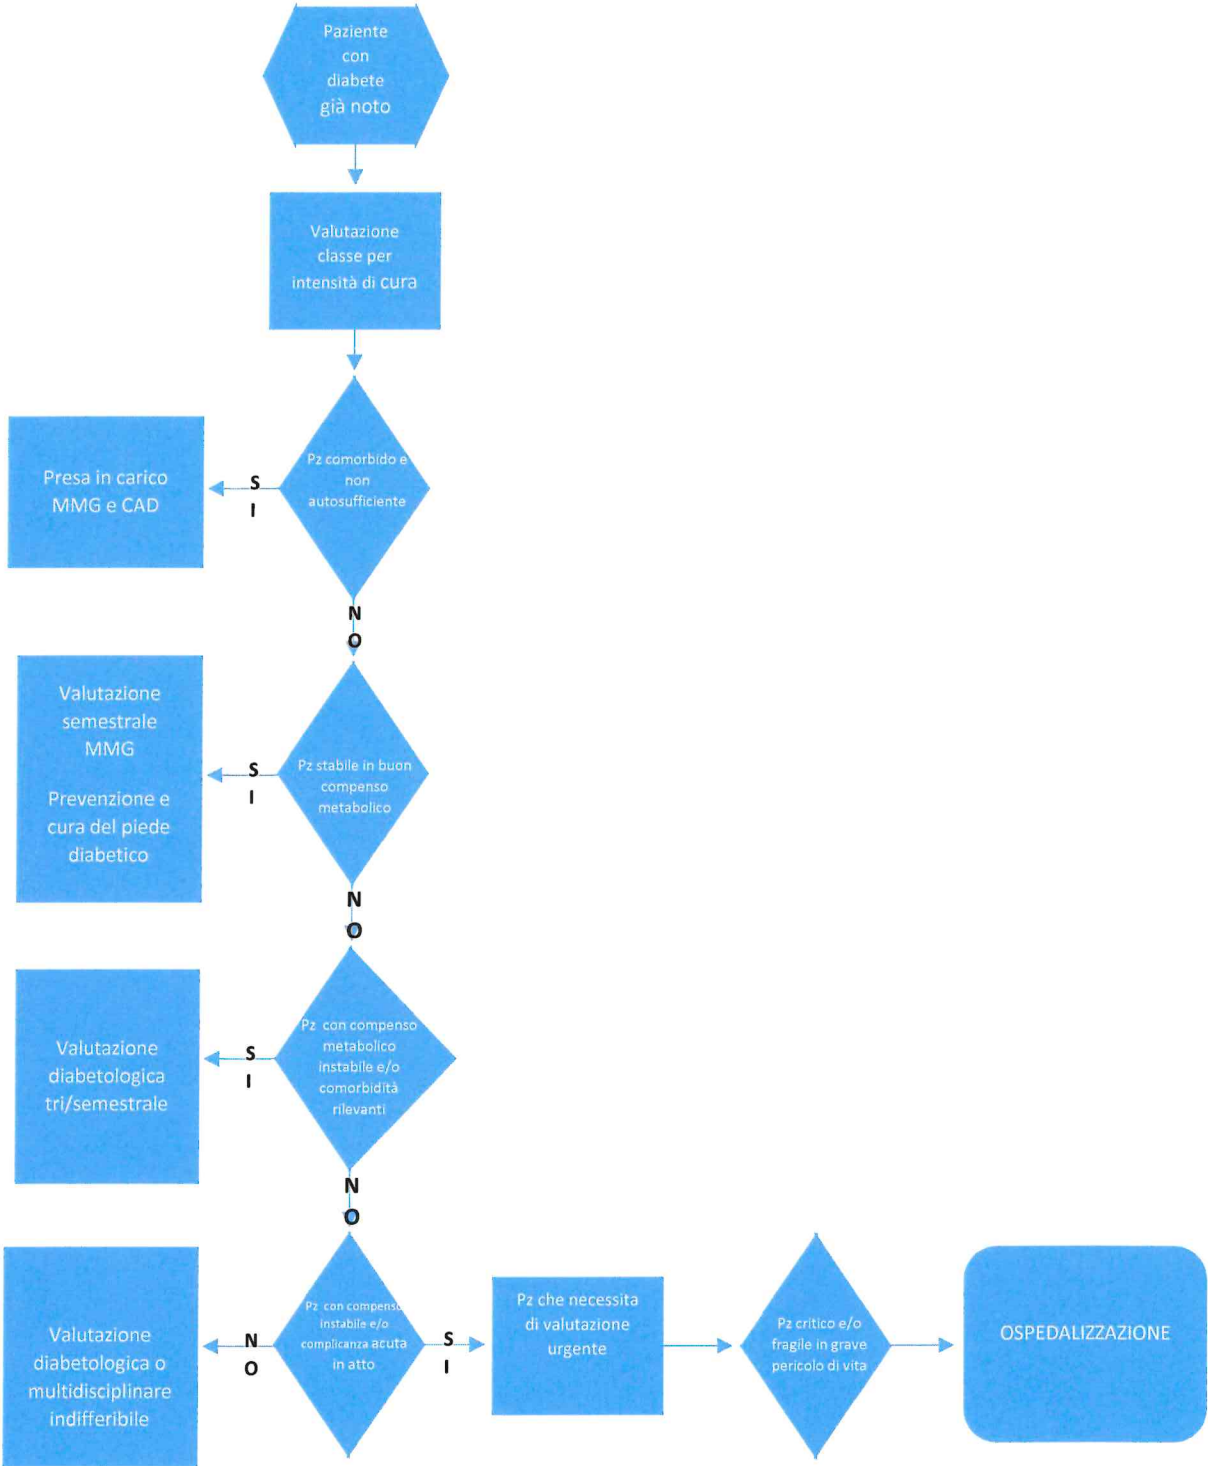 Paziente
con
diabete
già noto
Valutazione
classe per
intensità di cura
Pz comorbido e
non
autosufficiente
S
I
Presa in carico
MMG e CAD
N
O
Pz stabile in buon
compenso
metabolico
S
I
Valutazione
semestrale
MMG
Prevenzione e
cura del piede
diabetico
N
O
Pz con compenso
metabolico
instabile e/o
comorbidità
rilevanti
S
I
Valutazione
diabetologica
tri/semestrale
N
O
Pz con compenso
instabile e/o
complicanza acuta
in atto
N
O
Valutazione
diabetologica o
multidisciplinare
indifferibile
S
I
Pz che necessita
di valutazione
urgente
Pz critico e/o
fragile in grave
pericolo di vita
OSPEDALIZZAZIONE